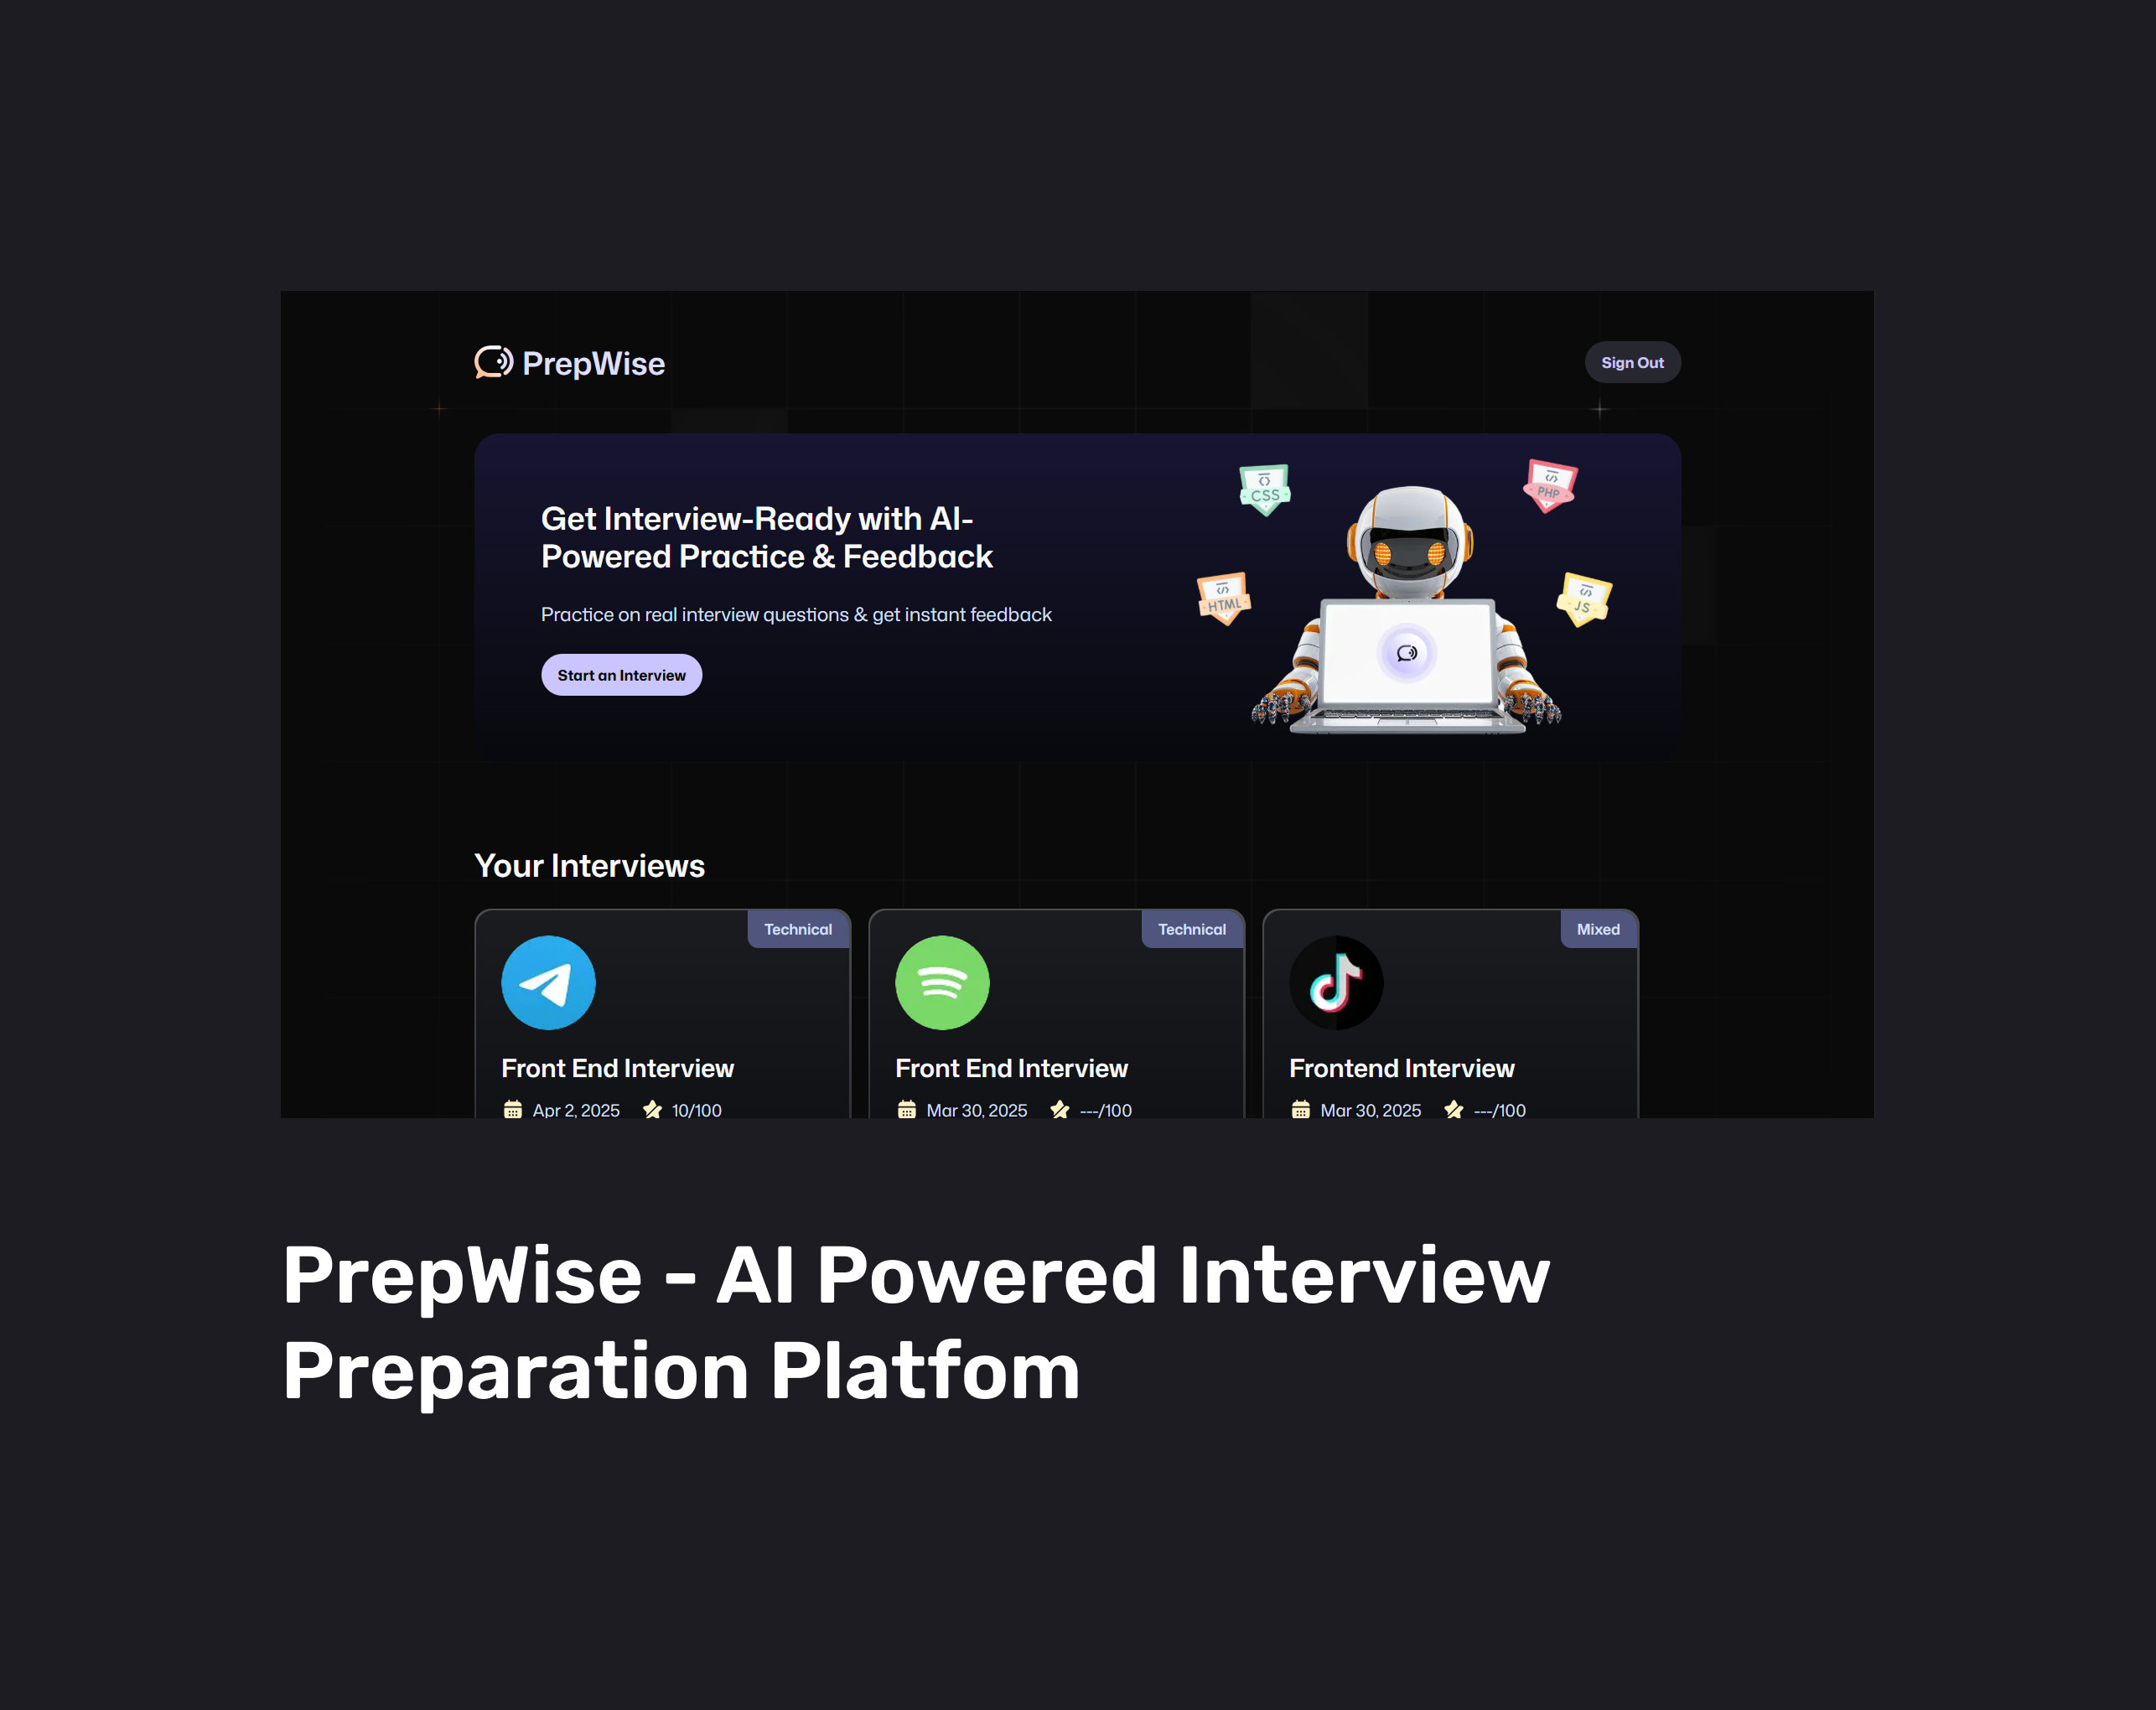 PrepWise
Sign Out
Get Interview-Ready with AI-
Powered Practice & Feedback
Practice on real interview questions & get instant feedback
Start an Interview
CSS
PHP
HTML
JS
Your Interviews
Technical
Front End Interview
Apr 2, 2025 10/100
Technical
Front End Interview
Mar 30, 2025 ---/100
Mixed
Frontend Interview
Mar 30, 2025 ---/100
PrepWise - AI Powered Interview
Preparation Platfom